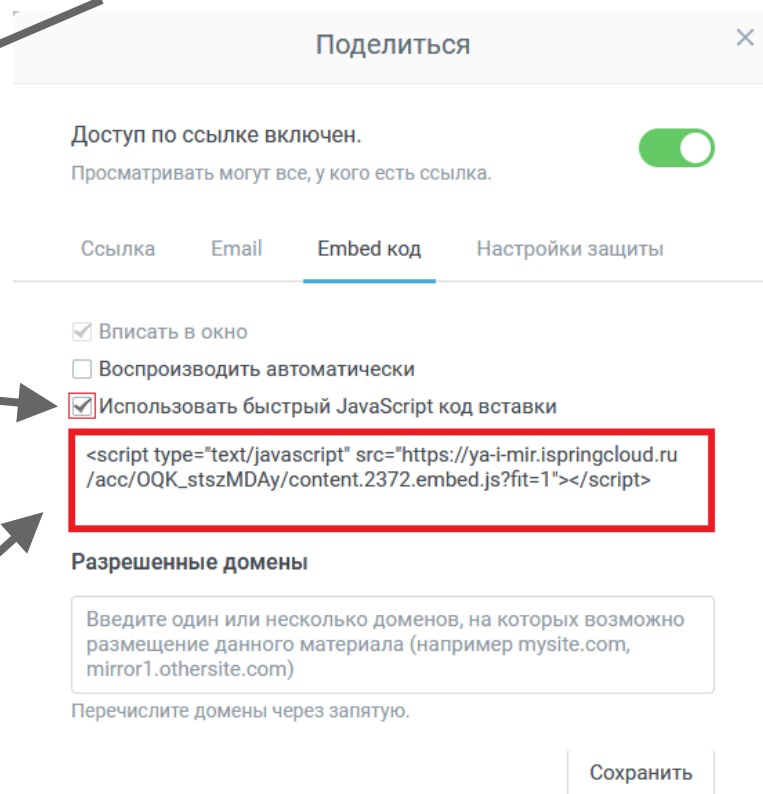 Поделиться
Доступ по ссылке включен.
Просматривать могут все, у кого есть ссылка.
Ссылка Email Embed код Настройки защиты
Вписать в окно
Воспроизводить автоматически
Использовать быстрый JavaScript код вставки
<script type="text/javascript" src="https://ya-i-mir.ispringcloud.ru
/acc/OQK_stszMDAy/content.2372.embed.js?fit=1"></script>
Разрешенные домены
Введите один или несколько доменов, на которых возможно
размещение данного материала (например mysite.com,
mirror1.othersite.com)
Перечислите домены через запятую.
Сохранить